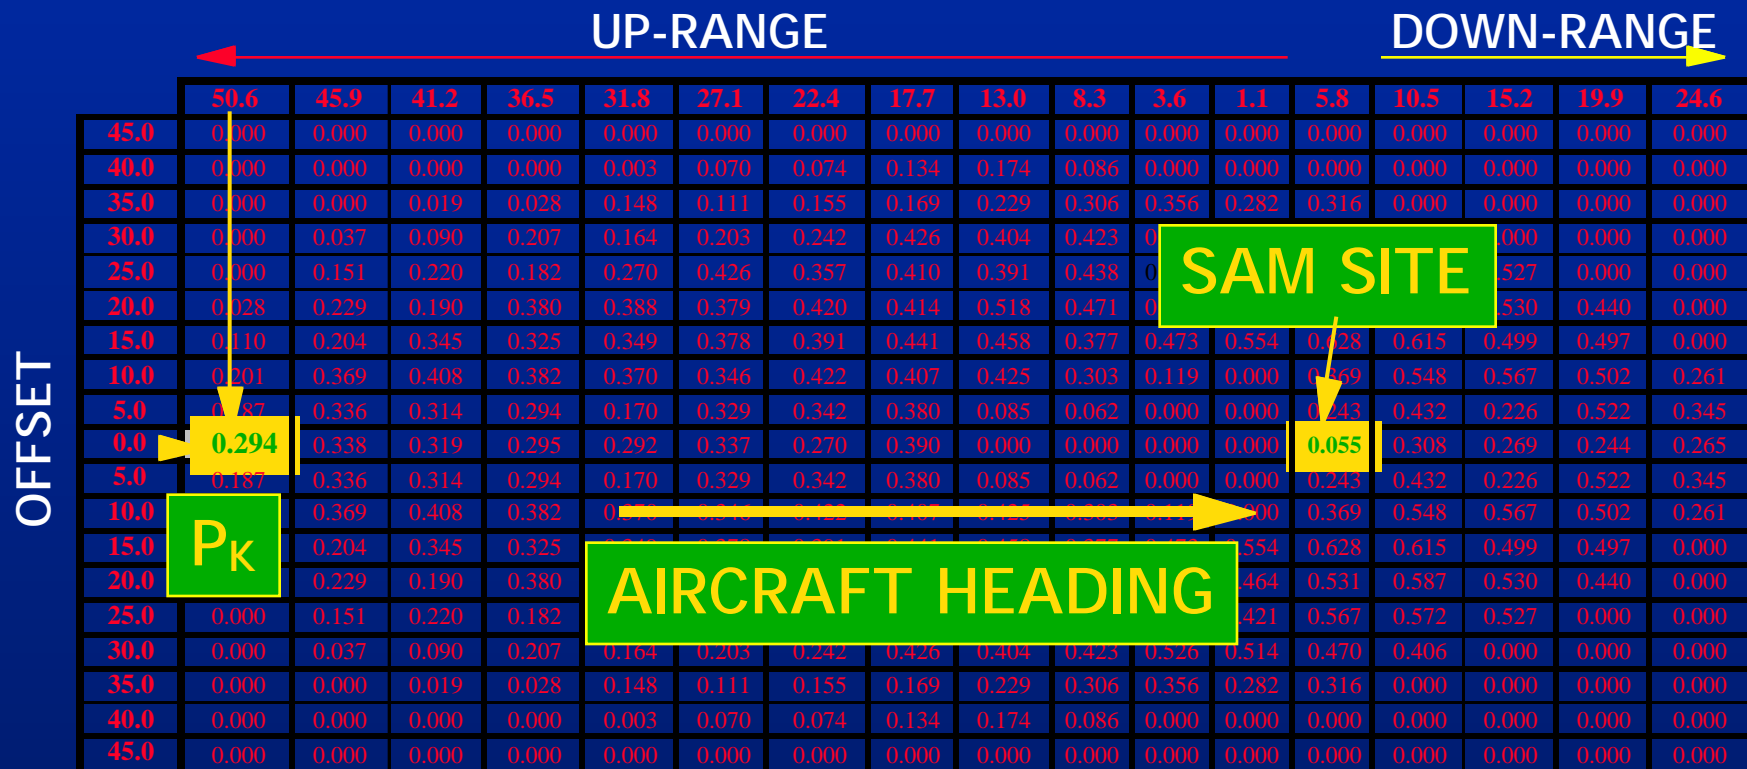 UP-RANGE DOWN-RANGE
50.6 45.9 41.2 36.5 31.8 27.1 22.4 17.7 13.0 8.3 3.6 1.1 5.8 10.5 15.2 19.9 24.6
45.0 0.000 0.000 0.000 0.000 0.000 0.000 0.000 0.000 0.000 0.000 0.000 0.000 0.000 0.000 0.000 0.000 0.000
40.0 0.000 0.000 0.000 0.000 0.003 0.070 0.074 0.134 0.174 0.086 0.000 0.000 0.000 0.000 0.000 0.000 0.000
35.0 0.000 0.000 0.019 0.028 0.148 0.111 0.155 0.169 0.229 0.306 0.356 0.282 0.316 0.000 0.000 0.000 0.000
30.0 0.000 0.037 0.090 0.207 0.164 0.203 0.242 0.426 0.404 0.423 .000 0.000 0.000
SAM SITE
25.0 0.000 0.151 0.220 0.182 0.270 0.426 0.357 0.410 0.391 0.438 .527 0.000 0.000
20.0 0.028 0.229 0.190 0.380 0.388 0.379 0.420 0.414 0.518 0.471 .530 0.440 0.000
15.0 0.110 0.204 0.345 0.325 0.349 0.378 0.391 0.441 0.458 0.377 0.473 0.554 0.628 0.615 0.499 0.497 0.000
10.0 0.201 0.369 0.408 0.382 0.370 0.346 0.422 0.407 0.425 0.303 0.119 0.000 0.369 0.548 0.567 0.502 0.261
5.0 0.187 0.336 0.314 0.294 0.170 0.329 0.342 0.380 0.085 0.062 0.000 0.000 0.243 0.432 0.226 0.522 0.345
OFFSET
0.0 0.294 0.338 0.319 0.295 0.292 0.337 0.270 0.390 0.000 0.000 0.000 0.000 0.055 0.308 0.269 0.244 0.265
5.0 0.187 0.336 0.314 0.294 0.170 0.329 0.342 0.380 0.085 0.062 0.000 0.000 0.243 0.432 0.226 0.522 0.345
10.0 0.369 0.408 0.382 0.369 0.548 0.567 0.502 0.261
PK
15.0 0.204 0.345 0.325 .554 0.628 0.615 0.499 0.497 0.000
AIRCRAFT HEADING
20.0 0.229 0.190 0.380 .464 0.531 0.587 0.530 0.440 0.000
25.0 0.000 0.151 0.220 0.182 .421 0.567 0.572 0.527 0.000 0.000
30.0 0.000 0.037 0.090 0.207 0.164 0.203 0.242 0.426 0.404 0.423 0.526 0.514 0.470 0.406 0.000 0.000 0.000
35.0 0.000 0.000 0.019 0.028 0.148 0.111 0.155 0.169 0.229 0.306 0.356 0.282 0.316 0.000 0.000 0.000 0.000
40.0 0.000 0.000 0.000 0.000 0.003 0.070 0.074 0.134 0.174 0.086 0.000 0.000 0.000 0.000 0.000 0.000 0.000
45.0 0.000 0.000 0.000 0.000 0.000 0.000 0.000 0.000 0.000 0.000 0.000 0.000 0.000 0.000 0.000 0.000 0.000